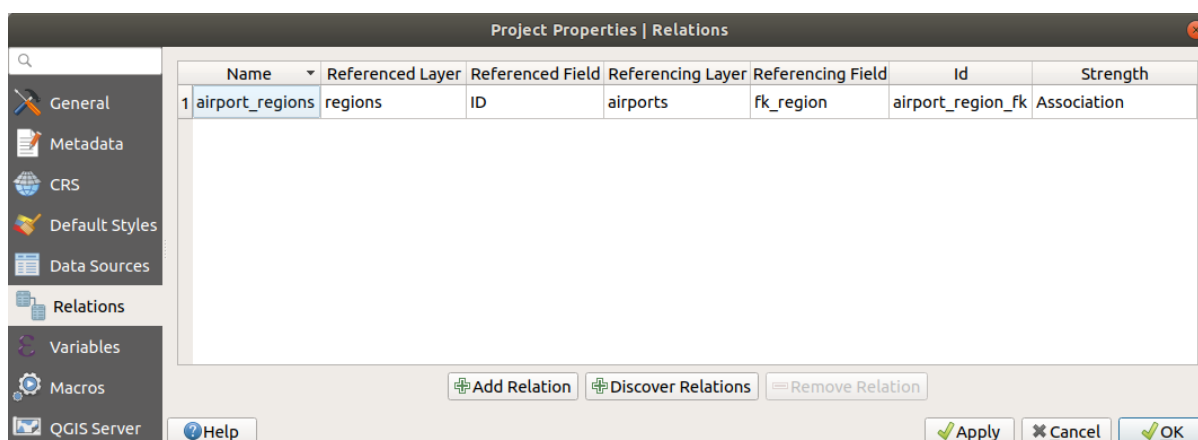 Project Properties | Relations
General
Metadata
CRS
Default Styles
Data Sources
Relations
Variables
Macros
QGIS Server
Name Referenced Layer Referenced Field Referencing Layer Referencing Field Id Strength
1 airport_regions regions ID airports fk_region airport_region_fk Association
Add Relation Discover Relations Remove Relation
Help Apply Cancel OK